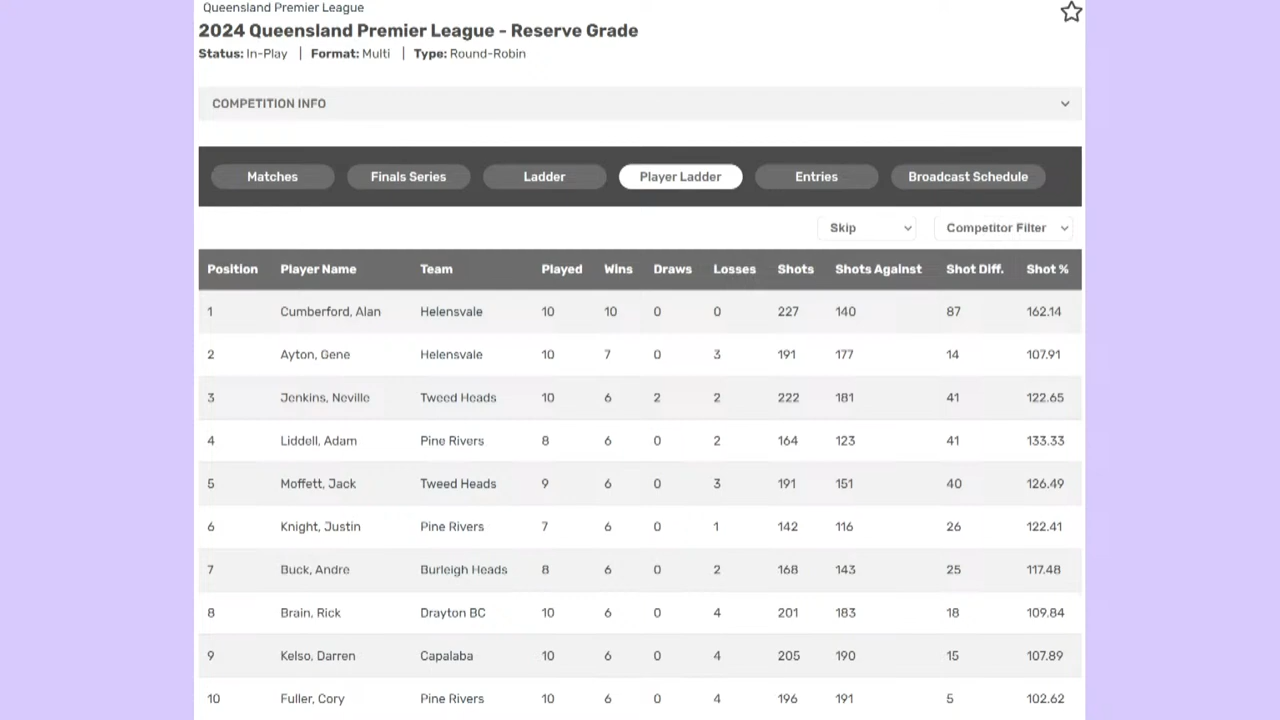 Queensland Premier League
2024 Queensland Premier League - Reserve Grade
Status: In-Play | Format: Multi | Type: Round-Robin
COMPETITION INFO
Matches Finals Series Ladder Player Ladder Entries Broadcast Schedule
Skip Competitor Filter
Position Player Name Team Played Wins Draws Losses Shots Shots Against Shot Diff. Shot %
1 Cumberford, Alan Helensvale 10 10 0 0 227 140 87 162.14
2 Ayton, Gene Helensvale 10 7 0 3 191 177 14 107.91
3 Jenkins, Neville Tweed Heads 10 6 2 2 222 181 41 122.65
4 Liddell, Adam Pine Rivers 8 6 0 2 164 123 41 133.33
5 Moffett, Jack Tweed Heads 9 6 0 3 191 151 40 126.49
6 Knight, Justin Pine Rivers 7 6 0 1 142 116 26 122.41
7 Buck, Andre Burleigh Heads 8 6 0 2 168 143 25 117.48
8 Brain, Rick Drayton BC 10 6 0 4 201 183 18 109.84
9 Kelso, Darren Capalaba 10 6 0 4 205 190 15 107.89
10 Fuller, Cory Pine Rivers 10 6 0 4 196 191 5 102.62